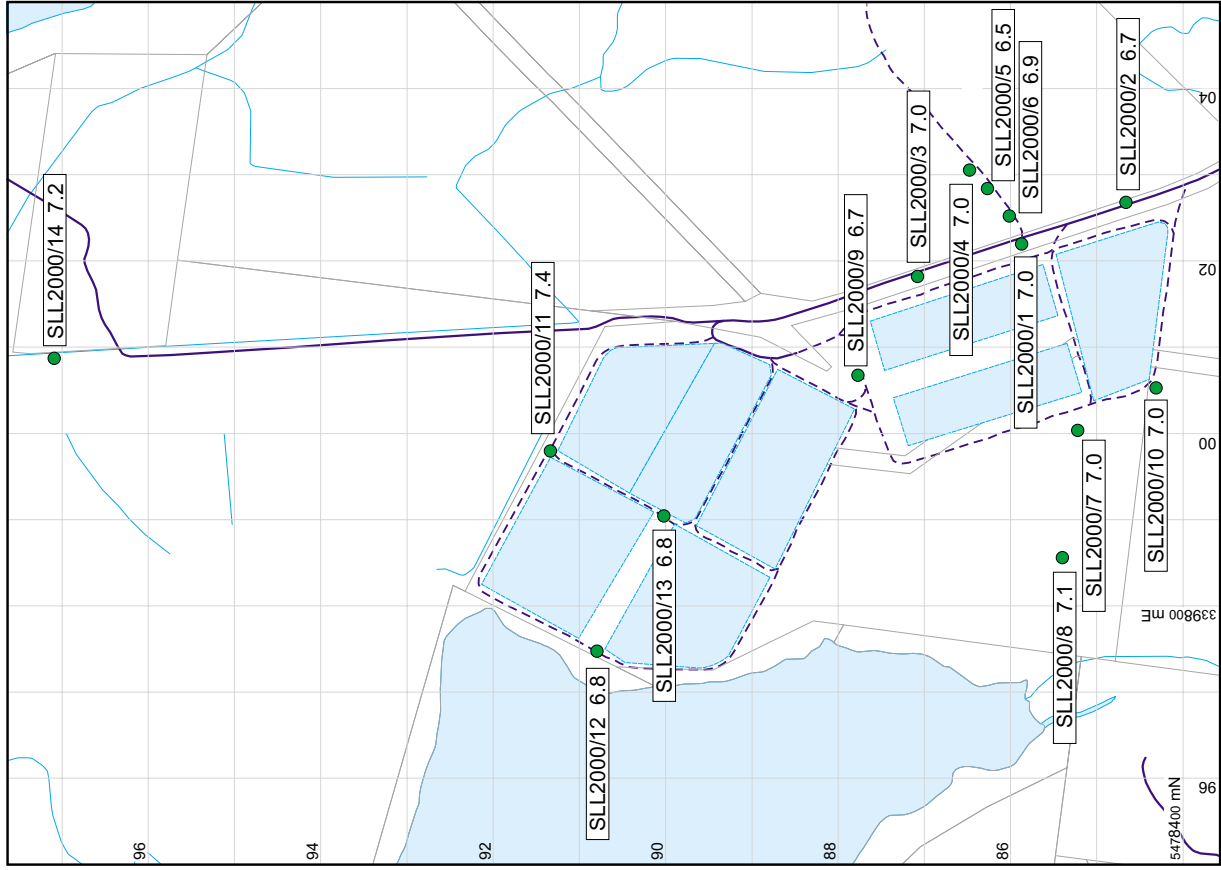 SLL2000/14 7.2
SLL2000/11 7.4
SLL2000/12 6.8
SLL2000/13 6.8
SLL2000/9 6.7
SLL2000/3 7.0
SLL2000/4 7.0
SLL2000/5 6.5
SLL2000/6 6.9
SLL2000/2 6.7
SLL2000/1 7.0
SLL2000/7 7.0
SLL2000/8 7.1
SLL2000/10 7.0
96
94
92
90
88
86
5478400 mN
96
339800 mE
00
20
04